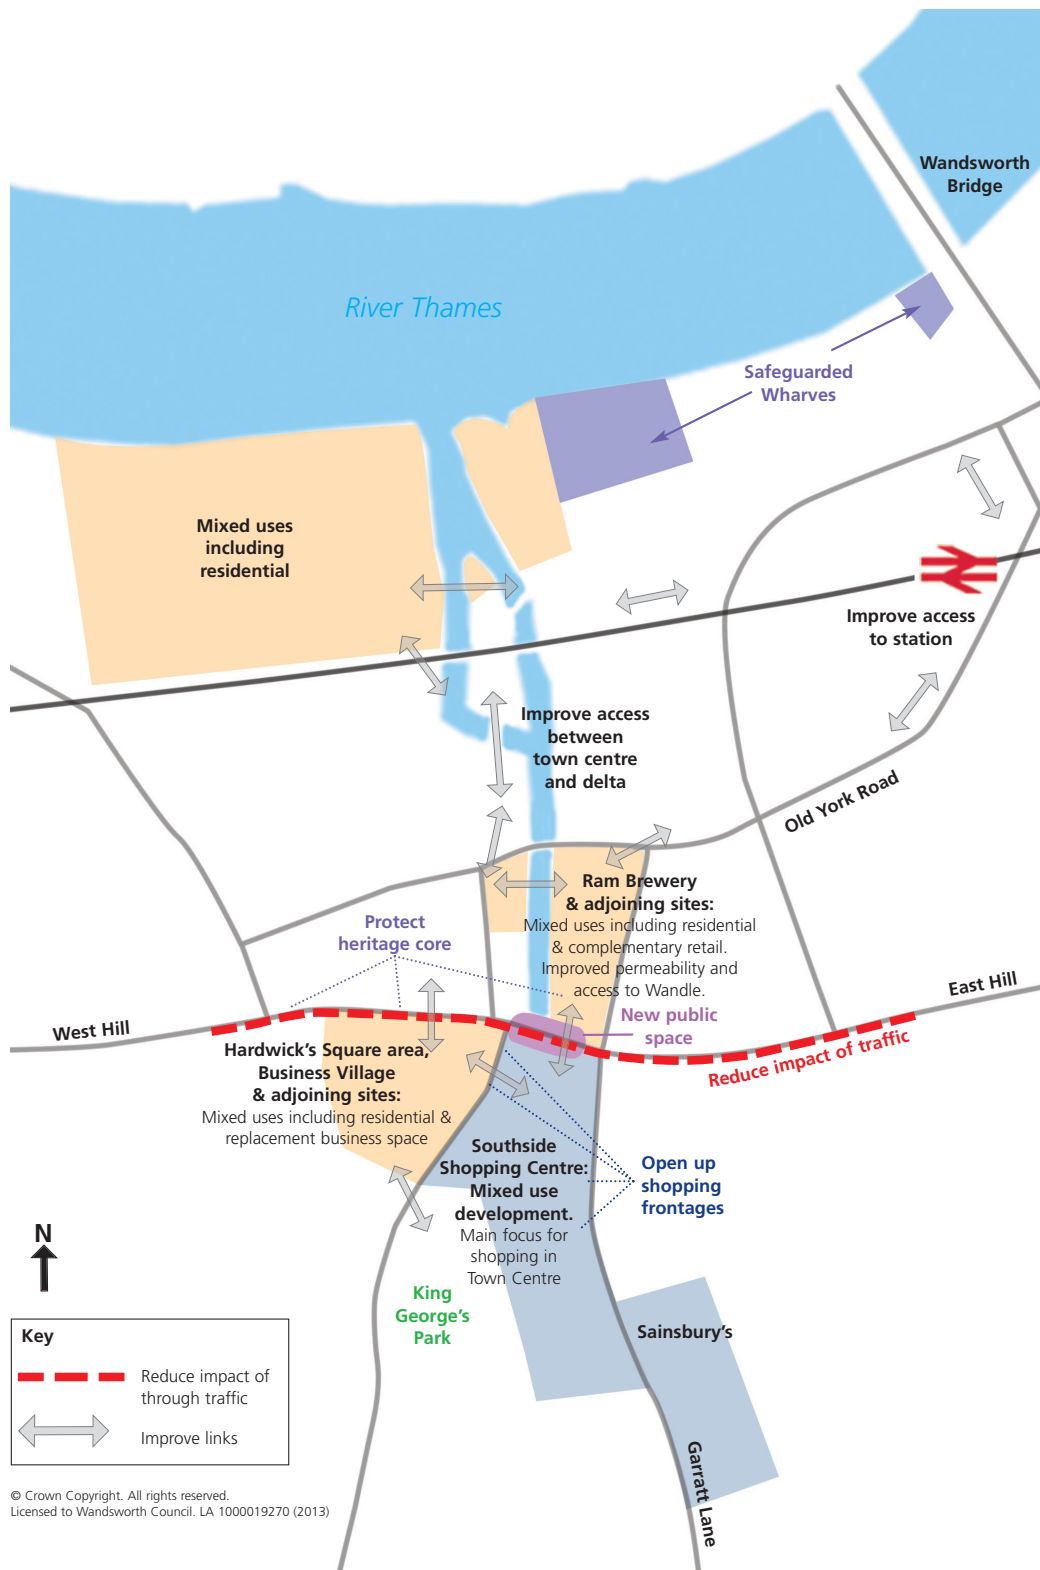 Wandsworth
Bridge
River Thames
Safeguarded
Wharves
Mixed uses
including
residential
Improve access
to station
Improve access
between
town centre
and delta
Old York Road
Ram Brewery
& adjoining sites:
Mixed uses including residential
& complementary retail.
Improved permeability and
access to Wandle.
Protect
heritage core
New public
space
East Hill
West Hill
Reduce impact of traffic
Hardwick's Square area,
Business Village
& adjoining sites:
Mixed uses including residential &
replacement business space
Southside
Shopping Centre:
Mixed use
development.
Main focus for
shopping in
Town Centre
Open up
shopping
frontages
N
King
George's
Park
Sainsbury's
Garratt Lane
Key
Reduce impact of
through traffic
Improve links
© Crown Copyright. All rights reserved.
Licensed to Wandsworth Council. LA 1000019270 (2013)